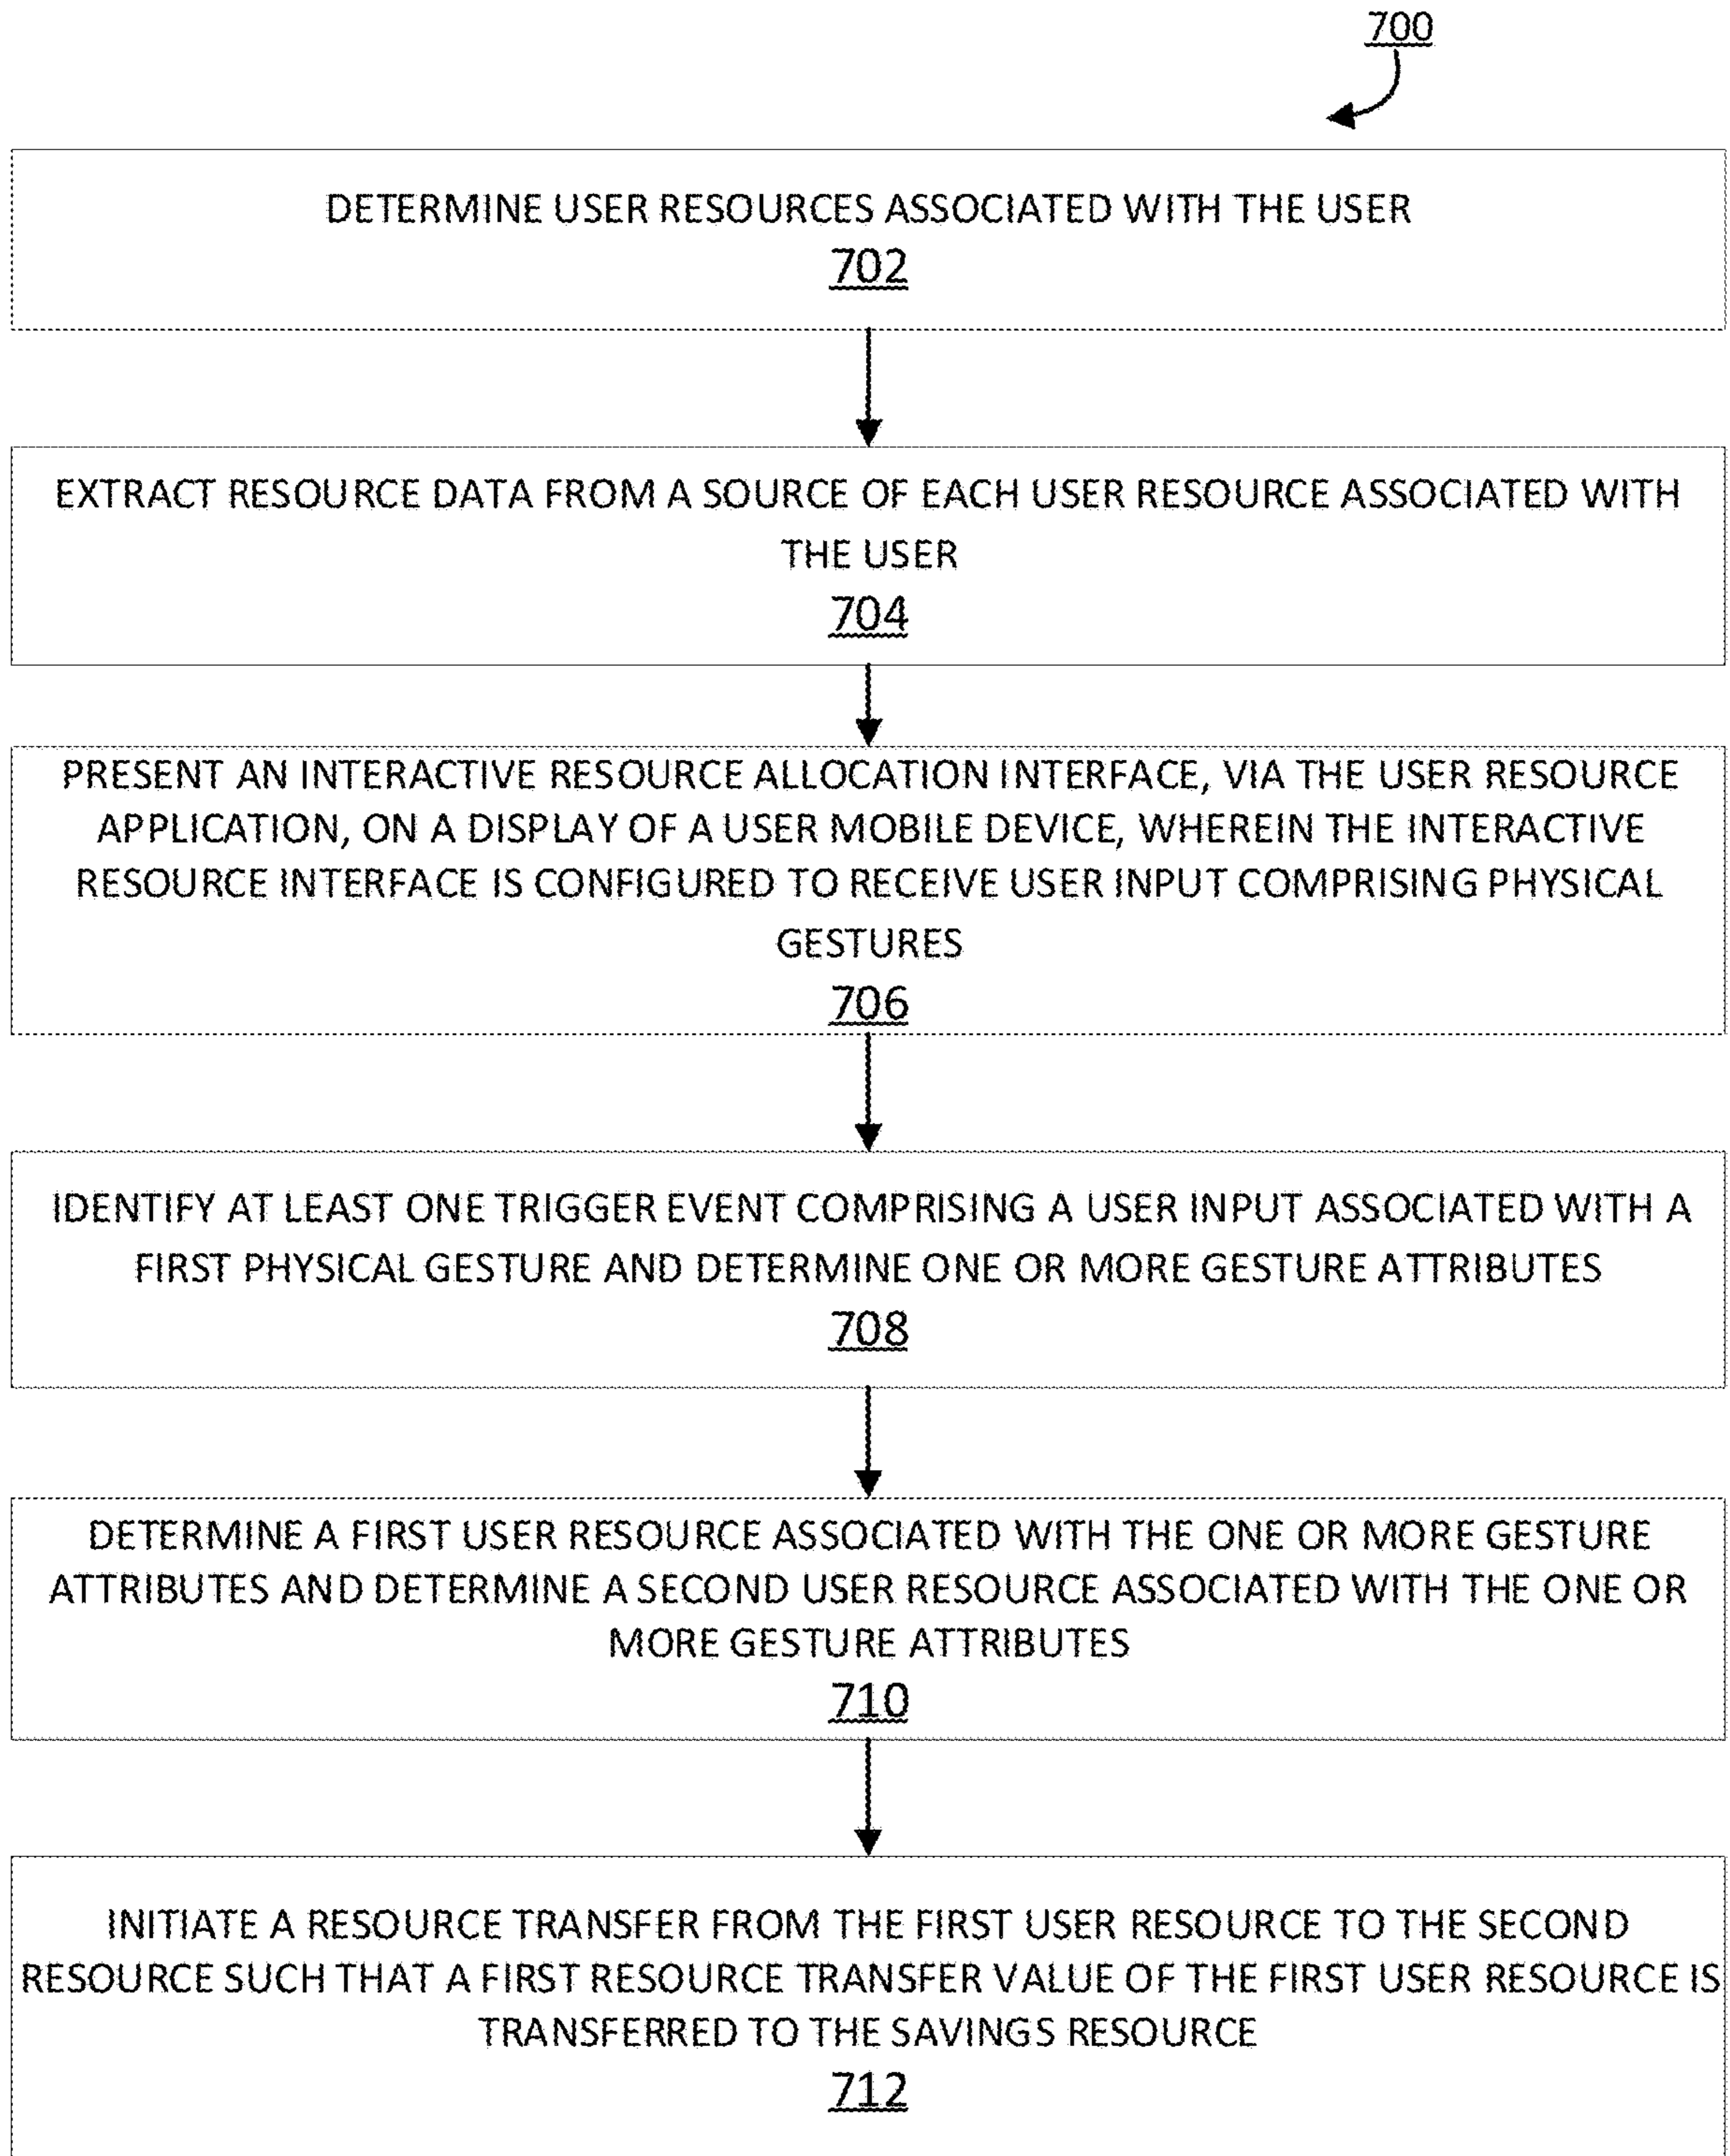 700
DETERMINE USER RESOURCES ASSOCIATED WITH THE USER
702
EXTRACT RESOURCE DATA FROM A SOURCE OF EACH USER RESOURCE ASSOCIATED WITH
THE USER
704
PRESENT AN INTERACTIVE RESOURCE ALLOCATION INTERFACE, VIA THE USER RESOURCE
APPLICATION, ON A DISPLAY OF A USER MOBILE DEVICE, WHEREIN THE INTERACTIVE
RESOURCE INTERFACE IS CONFIGURED TO RECEIVE USER INPUT COMPRISING PHYSICAL
GESTURES
706
IDENTIFY AT LEAST ONE TRIGGER EVENT COMPRISING A USER INPUT ASSOCIATED WITH A
FIRST PHYSICAL GESTURE AND DETERMINE ONE OR MORE GESTURE ATTRIBUTES
708
DETERMINE A FIRST USER RESOURCE ASSOCIATED WITH THE ONE OR MORE GESTURE
ATTRIBUTES AND DETERMINE A SECOND USER RESOURCE ASSOCIATED WITH THE ONE OR
MORE GESTURE ATTRIBUTES
710
INITIATE A RESOURCE TRANSFER FROM THE FIRST USER RESOURCE TO THE SECOND
RESOURCE SUCH THAT A FIRST RESOURCE TRANSFER VALUE OF THE FIRST USER RESOURCE IS
TRANSFERRED TO THE SAVINGS RESOURCE
712